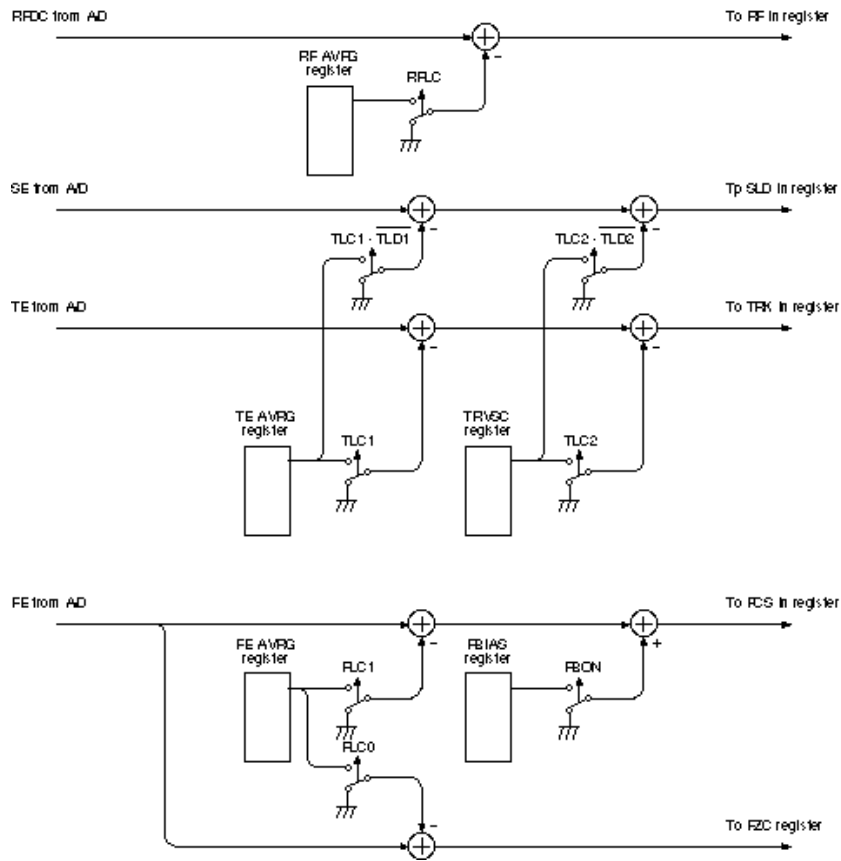 RFDC from A/D
To RF In register
RF AVRG
register
RFLC
-
SE from A/D
Tp SLD In register
-
-
TLC1 · TLD1
TLC2 · TLD2
TE from A/D
To TRK In register
-
-
TE AVRG
register
TRVSC
register
TLC1
TLC2
FE from A/D
To FCS In register
-
+
FE AVRG
register
FBIAS
register
FLC1
FBON
FLC0
-
To FZC register